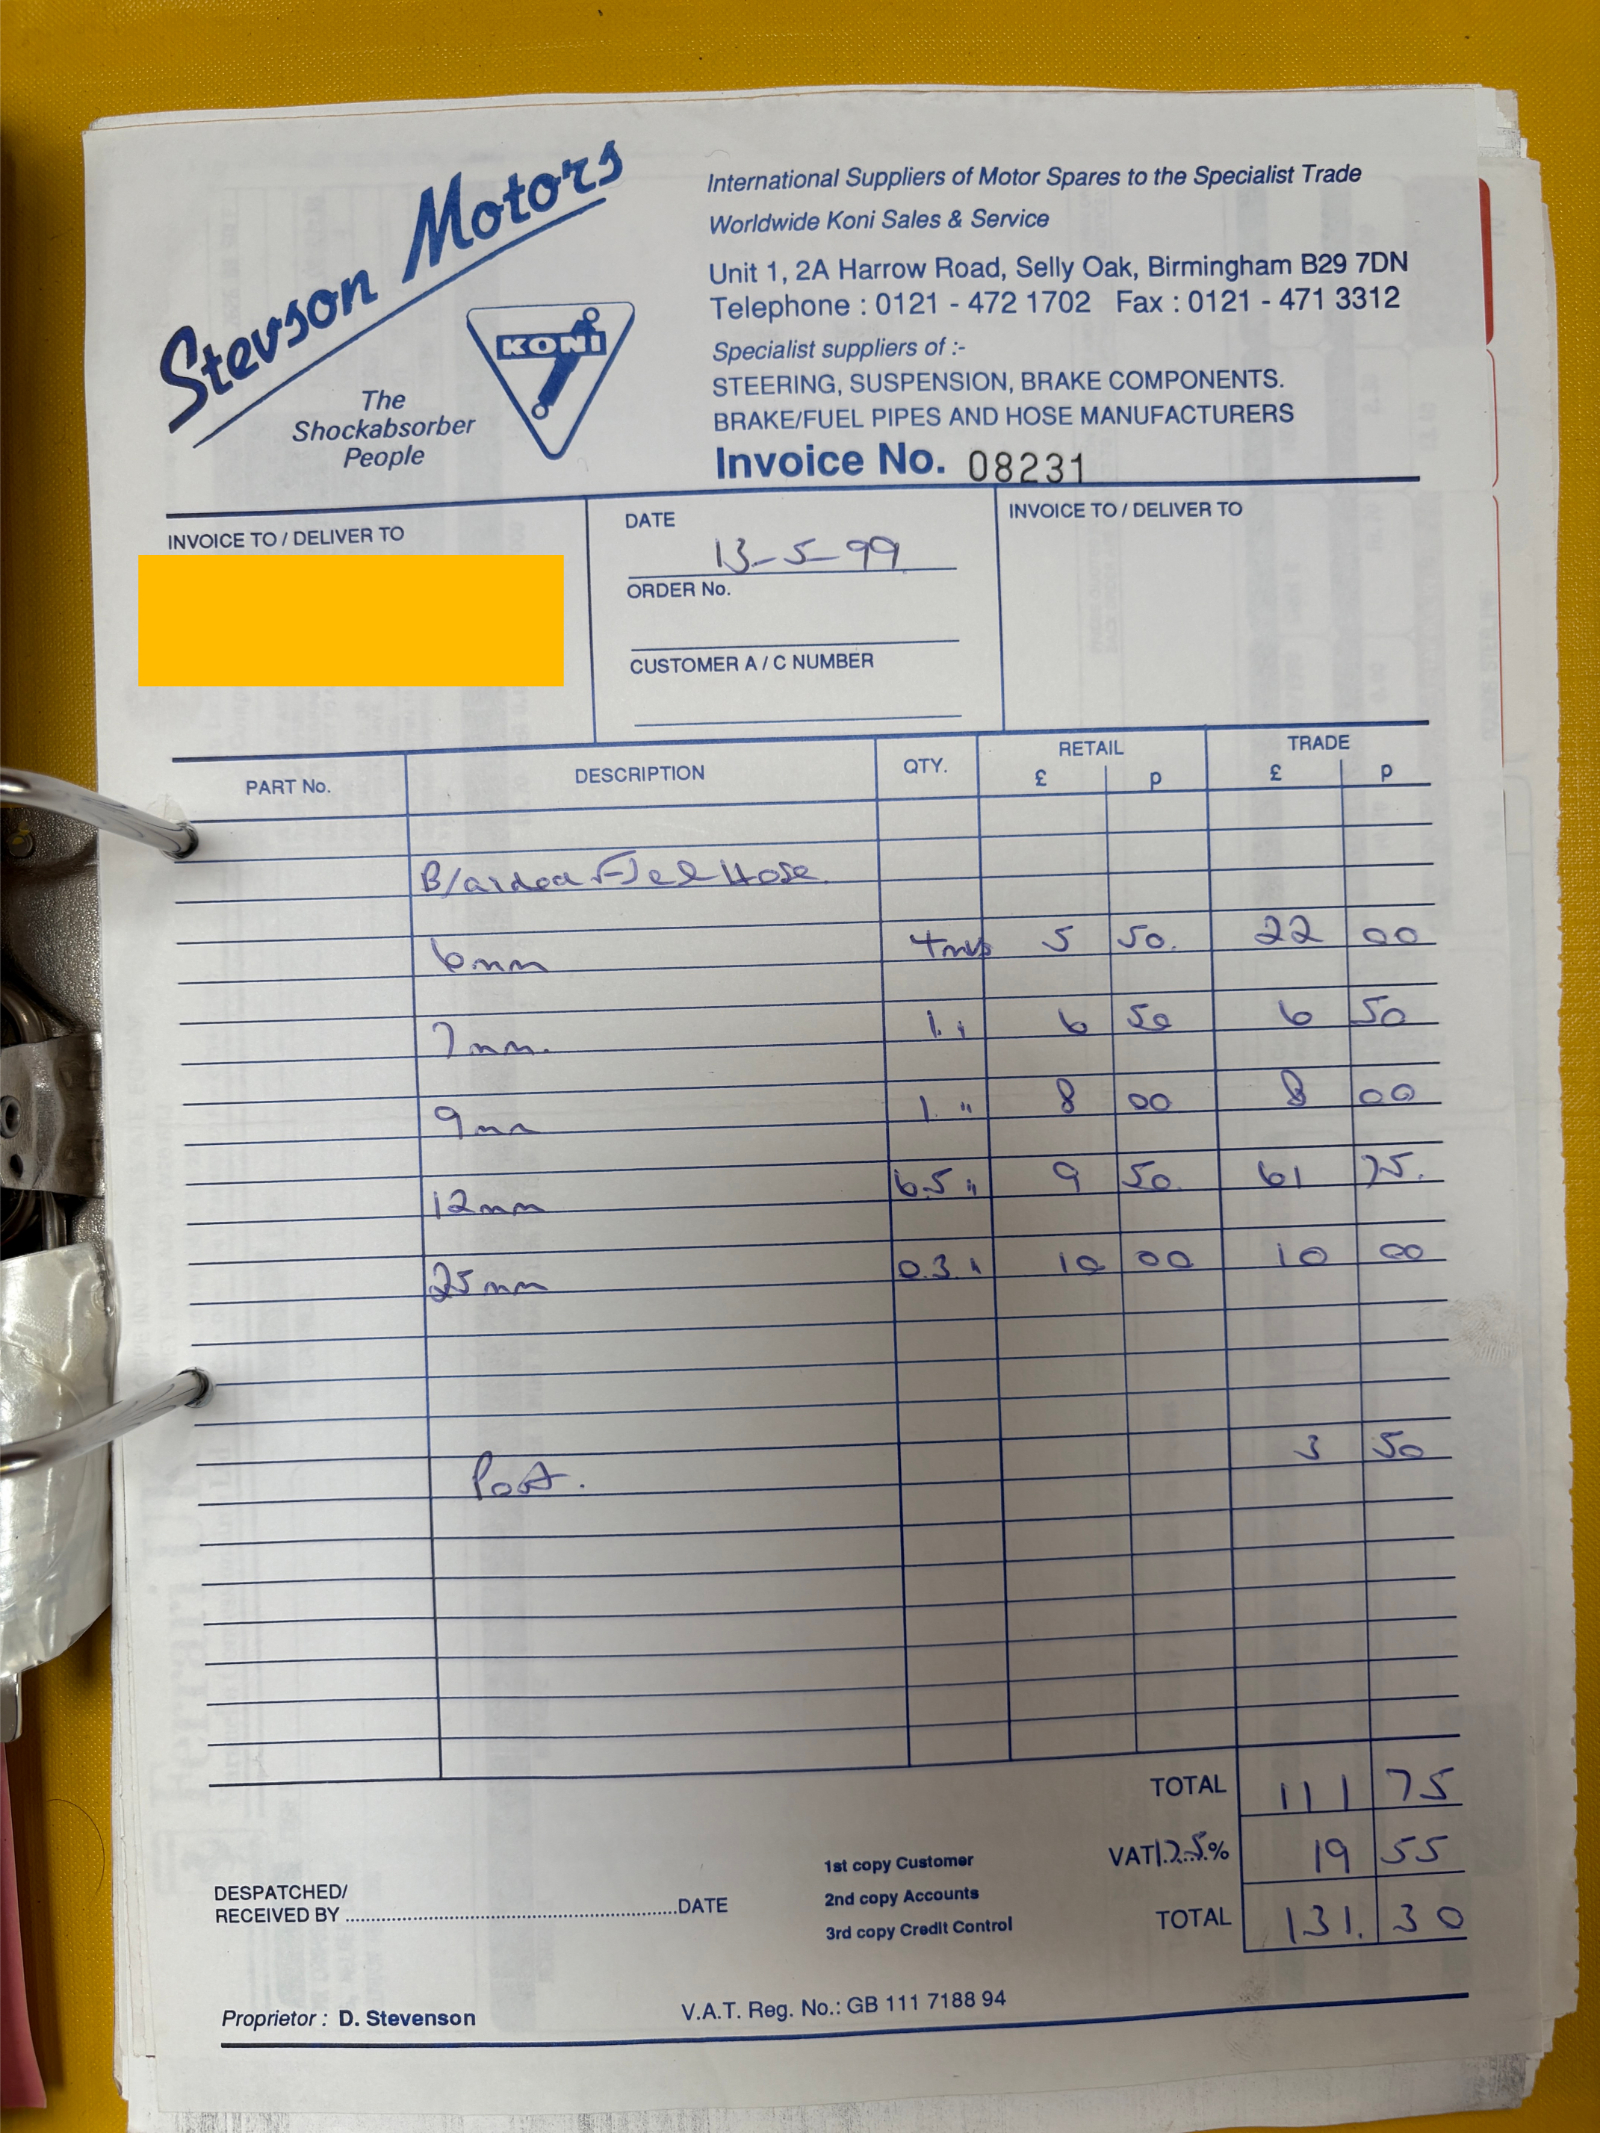 Stevson Motors
The
Shockabsorber
People
KONI
International Suppliers of Motor Spares to the Specialist Trade
Worldwide Koni Sales & Service
Unit 1, 2A Harrow Road, Selly Oak, Birmingham B29 7DN
Telephone : 0121 - 472 1702 Fax : 0121 - 471 3312
Specialist suppliers of :-
STEERING, SUSPENSION, BRAKE COMPONENTS.
BRAKE/FUEL PIPES AND HOSE MANUFACTURERS
Invoice No. 08231
INVOICE TO / DELIVER TO
DATE
13-5-99
ORDER No.
CUSTOMER A / C NUMBER
INVOICE TO / DELIVER TO
PART No. DESCRIPTION QTY. RETAIL TRADE
£ p £ p
B/aided Fuel Hose
6mm 4 5 50. 22 00
7mm. 1. " 6 50 6 50
9mm 1. " 8 00 8 00
12mm 6.5 " 9 50. 61 75.
25mm 0.3 " 10 00 10 00
Post. 3 50
TOTAL 111 75
VAT 17.5.% 19 55
TOTAL 131. 30
1st copy Customer
2nd copy Accounts
3rd copy Credit Control
DESPATCHED/
RECEIVED BY ........ DATE
Proprietor : D. Stevenson
V.A.T. Reg. No.: GB 111 7188 94